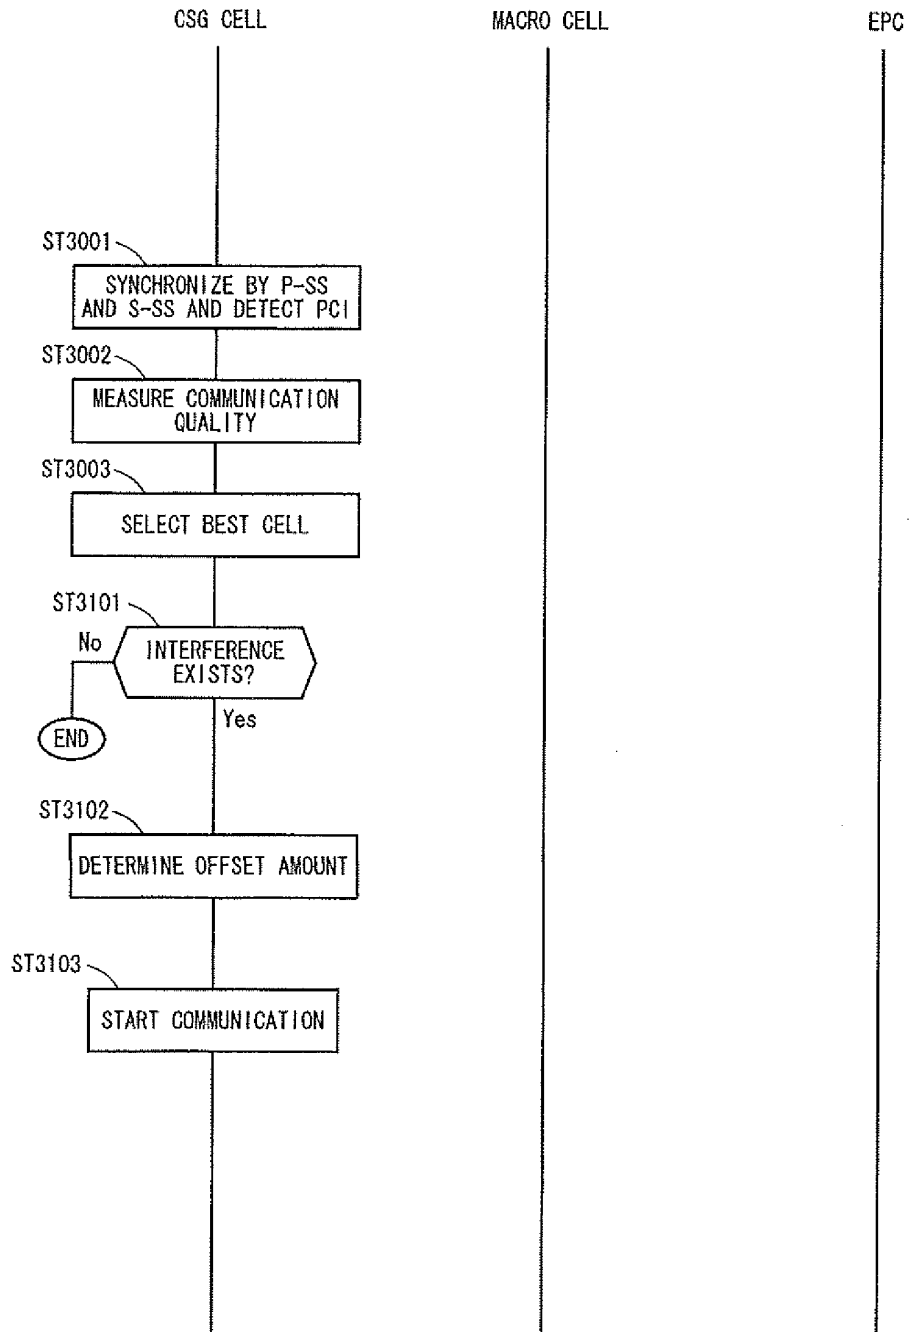 CSG CELL
MACRO CELL
EPC
ST3001
SYNCHRONIZE BY P-SS
AND S-SS AND DETECT PCI
ST3002
MEASURE COMMUNICATION
QUALITY
ST3003
SELECT BEST CELL
ST3101
No
INTERFERENCE
EXISTS?
Yes
END
ST3102
DETERMINE OFFSET AMOUNT
ST3103
START COMMUNICATION